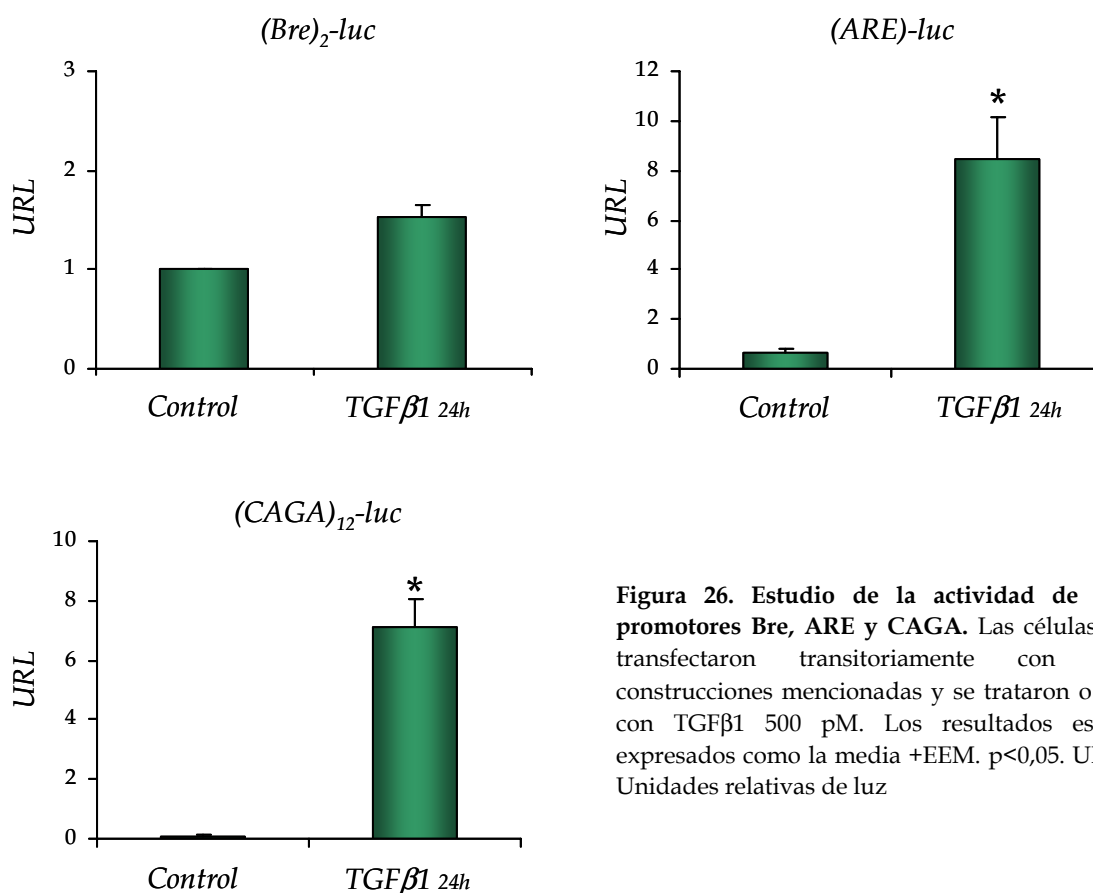 (Bre)2-luc
3
2
1
0
URL
Control
TGFβ1 24h
(ARE)-luc
12
10
8
6
4
2
0
URL
*
Control
TGFβ1 24h
(CAGA)12-luc
10
8
6
4
2
0
URL
*
Control
TGFβ1 24h
Figura 26. Estudio de la actividad de
promotores Bre, ARE y CAGA. Las células
transfectaron transitoriamente con
construcciones mencionadas y se trataron o
con TGFβ1 500 pM. Los resultados es
expresados como la media +EEM. p<0,05. U
Unidades relativas de luz